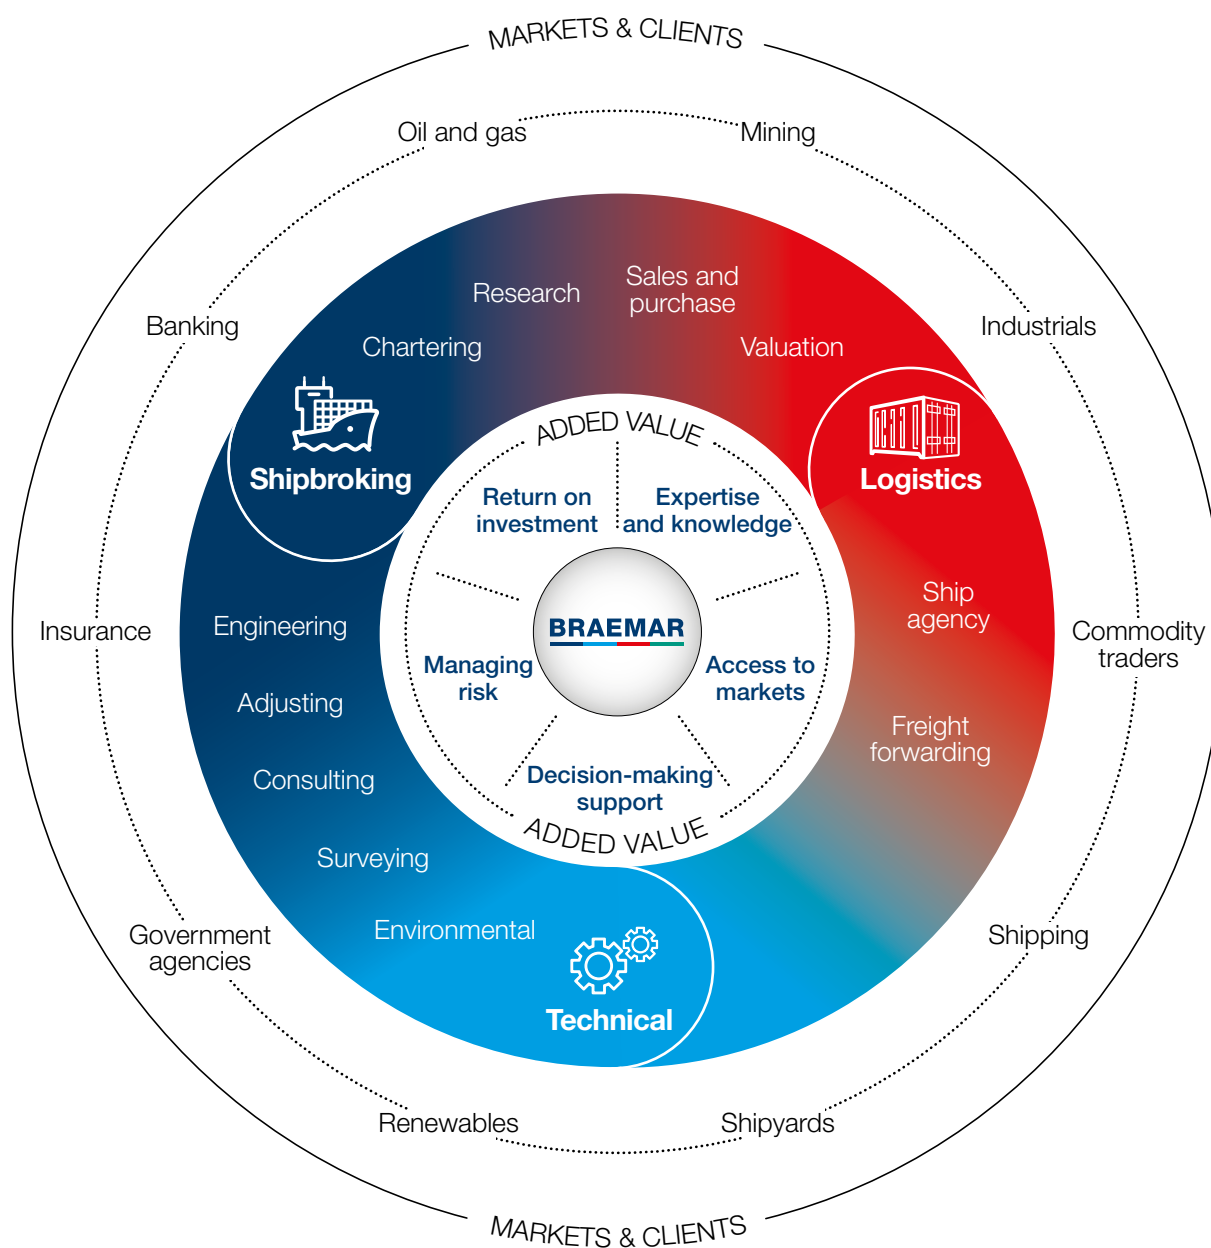 MARKETS & CLIENTS
Oil and gas
Mining
Banking
Industrials
Insurance
Commodity
traders
Government
agencies
Shipping
Renewables
Shipyards
MARKETS & CLIENTS
Research
Sales and
purchase
Chartering
Valuation
Shipbroking
Logistics
Engineering
Ship
agency
Adjusting
Freight
forwarding
Consulting
Surveying
Environmental
Technical
ADDED VALUE
Return on
investment
Expertise
and knowledge
BRAEMAR
Managing
risk
Access to
markets
Decision-making
support
ADDED VALUE